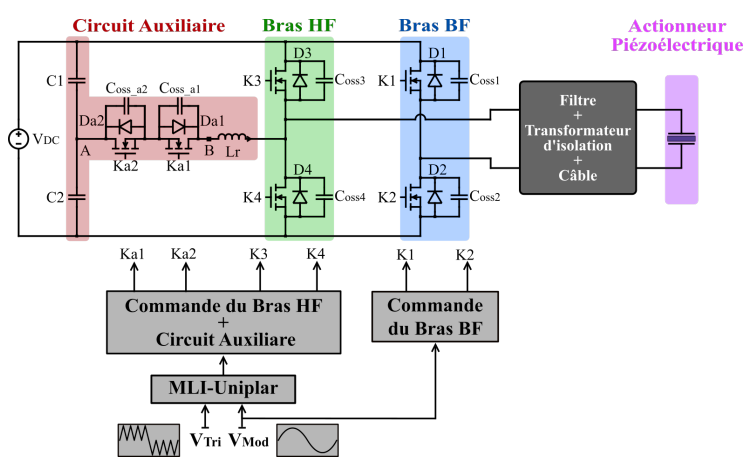 Circuit Auxiliaire
Bras HF
Bras BF
Actionneur
Piézoélectrique
C1
Coss_a2
Coss_a1
Da2
Da1
A
B
Ka2
Ka1
Lr
VDC
C2
D3
K3
Coss3
D1
K1
Coss1
D4
K4
Coss4
D2
K2
Coss2
Filtre
+
Transformateur
d'isolation
+
Câble
Ka1
Ka2
K3
K4
K1
K2
Commande du Bras HF
+
Circuit Auxliare
Commande
du Bras BF
MLI-Uniplar
VTri
VMod